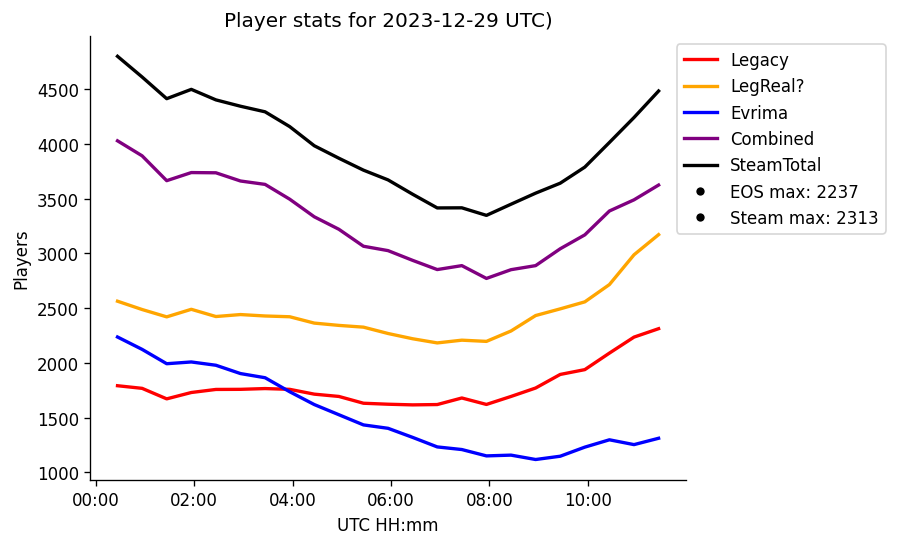 Player stats for 2023-12-29 UTC)
Players
4500
4000
3500
3000
2500
2000
1500
1000
00:00 02:00 04:00 06:00 08:00 10:00
UTC HH:mm
Legacy
LegReal?
Evrima
Combined
SteamTotal
EOS max: 2237
Steam max: 2313